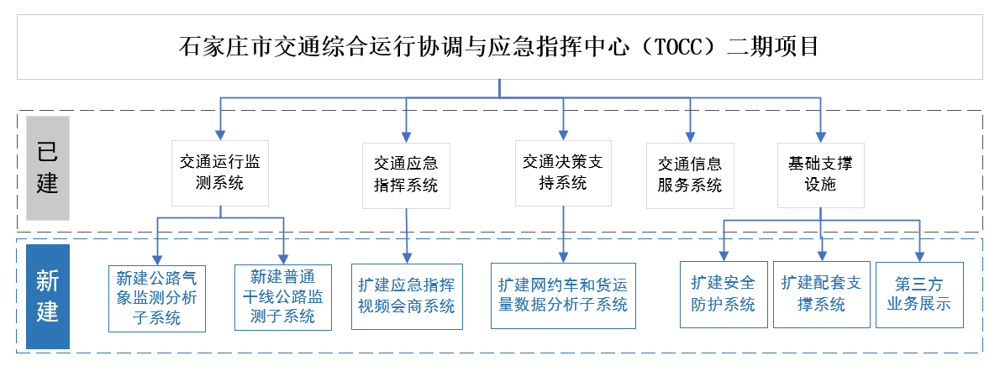 石家庄市交通综合运行协调与应急指挥中心（TOCC）二期项目
已
建
交通运行监
测系统
交通应急
指挥系统
交通决策支
持系统
交通信息
服务系统
基础支撑
设施
新
建
新建公路气
象监测分析
子系统
新建普通
干线公路监
测子系统
扩建应急指挥
视频会商系统
扩建网约车和货运
量数据分析子系统
扩建安全
防护系统
扩建配套支
撑系统
第三方
业务展示